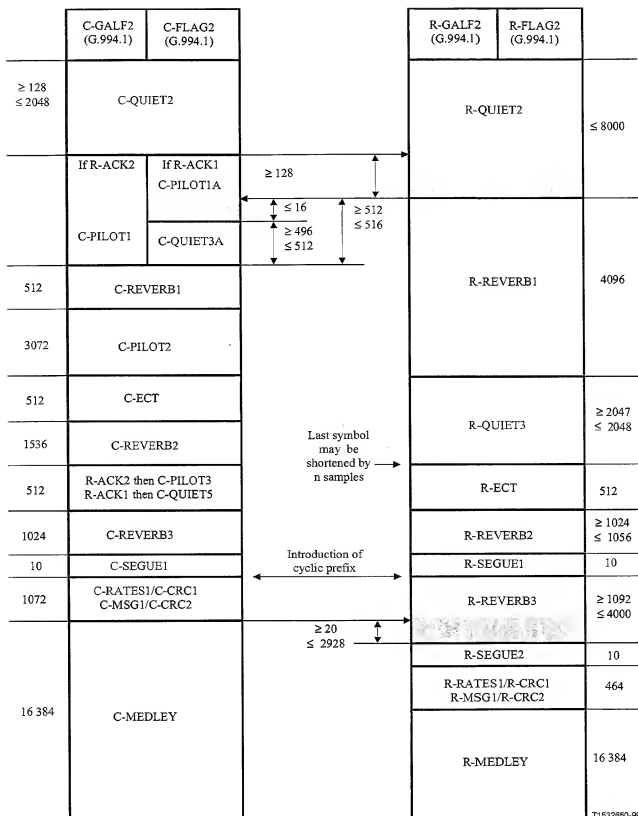 C-GALF2 (G.994.1)
C-FLAG2 (G.994.1)
R-GALF2 (G.994.1)
R-FLAG2 (G.994.1)
≥ 128
≤ 2048
C-QUIET2
R-QUIET2
≤ 8000
If R-ACK2
If R-ACK1
C-PILOT1A
≥ 128
≤ 16
≥ 512
≤ 516
C-PILOT1
C-QUIET3A
≥ 496
≤ 512
512
C-REVERB1
R-REVERB1
4096
3072
C-PILOT2
512
C-ECT
R-QUIET3
≥ 2047
≤ 2048
1536
C-REVERB2
Last symbol
may be
shortened by
n samples
512
R-ACK2 then C-PILOT3
R-ACK1 then C-QUIET5
R-ECT
512
1024
C-REVERB3
R-REVERB2
≥ 1024
≤ 1056
10
C-SEGUE1
Introduction of
cyclic prefix
R-SEGUE1
10
1072
C-RATES1/C-CRC1
C-MSG1/C-CRC2
R-REVERB3
≥ 1092
≤ 4000
≥ 20
≤ 2928
R-SEGUE2
10
R-RATES1/R-CRC1
R-MSG1/R-CRC2
464
16 384
C-MEDLEY
R-MEDLEY
16 384